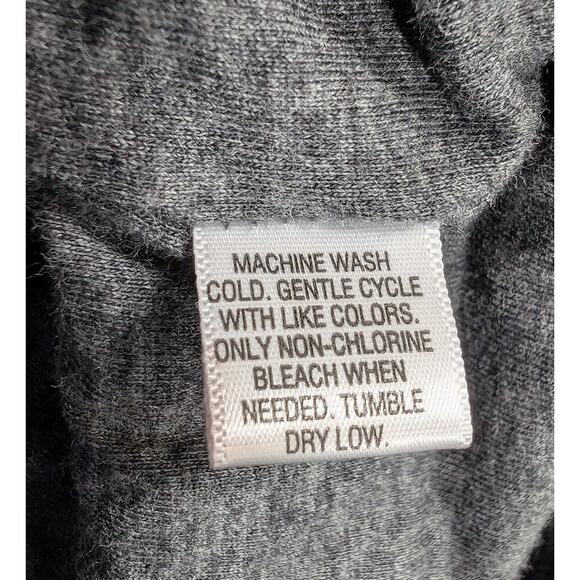 MACHINE WASH
COLD. GENTLE CYCLE
WITH LIKE COLORS.
ONLY NON-CHLORINE
BLEACH WHEN
NEEDED. TUMBLE
DRY LOW.